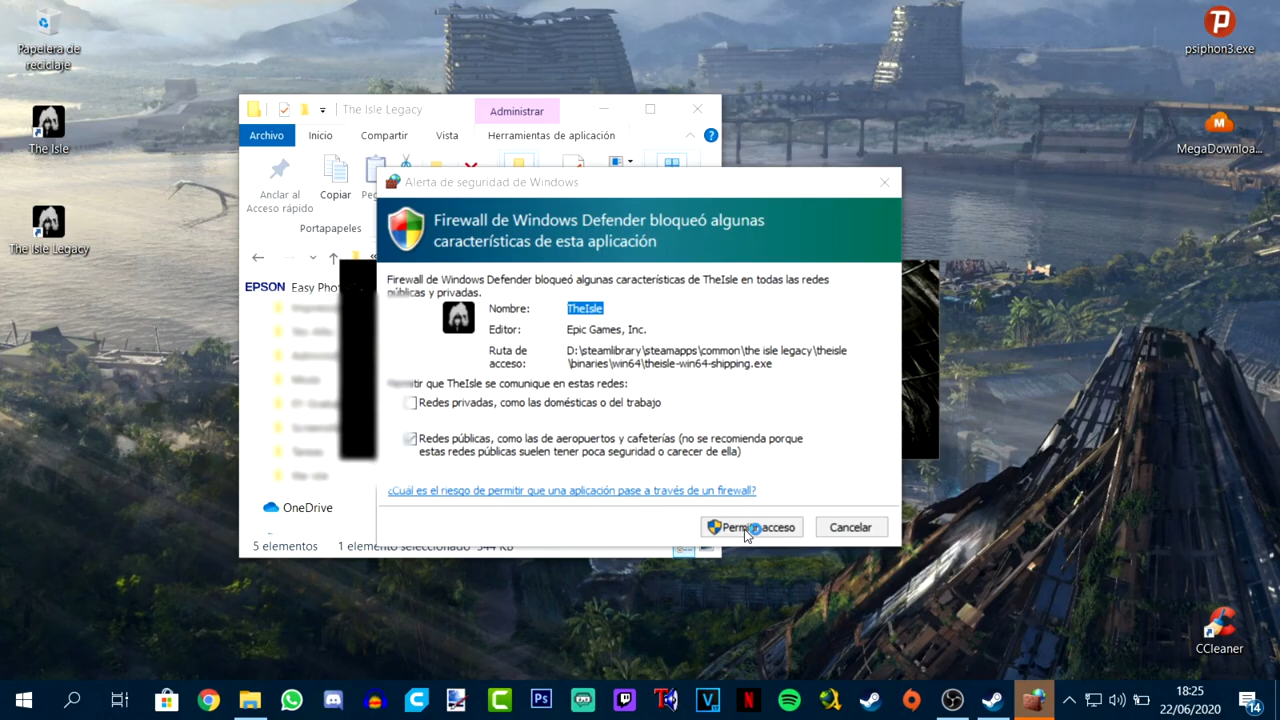 Papelera de
reciclaje
The Isle
The Isle Legacy
psiphon3.exe
MegaDownloa...
CCleaner
The Isle Legacy
Administrar
Archivo
Inicio
Compartir
Vista
Herramientas de aplicación
Anclar al
Acceso rápido
Copiar
Portapapeles
EPSON
OneDrive
5 elementos
Alerta de seguridad de Windows
Firewall de Windows Defender bloqueó algunas
características de esta aplicación
Firewall de Windows Defender bloqueó algunas características de TheIsle en todas las redes
públicas y privadas.
Nombre: TheIsle
Editor: Epic Games, Inc.
Ruta de D:\steamlibrary\steamapps\common\the isle legacy\theisle
acceso: \binaries\win64\theisle-win64-shipping.exe
Permitir que TheIsle se comunique en estas redes:
Redes privadas, como las domésticas o del trabajo
Redes públicas, como las de aeropuertos y cafeterías (no se recomienda porque
estas redes públicas suelen tener poca seguridad o carecer de ella)
¿Cuál es el riesgo de permitir que una aplicación pase a través de un firewall?
Permitir acceso
Cancelar
18:25
22/06/2020
14